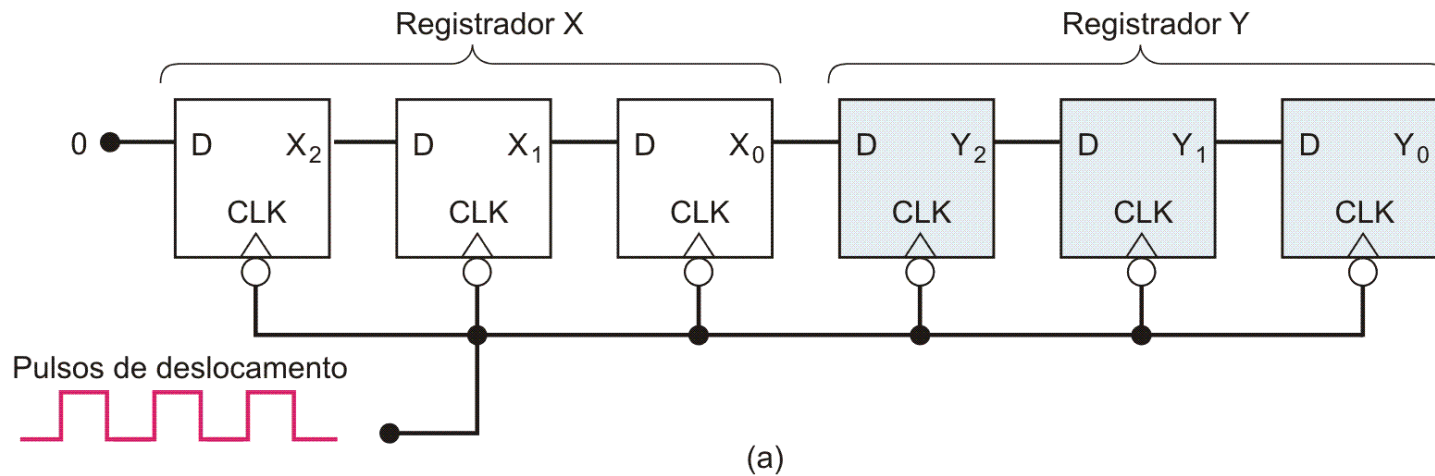 Registrador X
Registrador Y
0
D X₂ D X₁ D X₀ D Y₂ D Y₁ D Y₀
CLK CLK CLK CLK CLK CLK
Pulsos de deslocamento
(a)